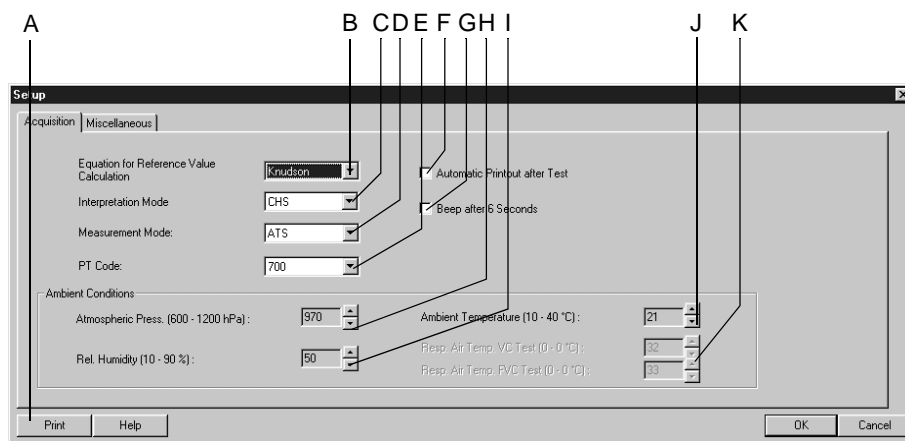 A B C D E F G H I J K
Setup
Acquisition Miscellaneous
Equation for Reference Value Calculation
Knudson
Automatic Printout after Test
Interpretation Mode
CHS
Beep after 6 Seconds
Measurement Mode:
ATS
PT Code:
700
Ambient Conditions
Atmospheric Press. (600 - 1200 hPa) :
970
Ambient Temperature (10 - 40 °C) :
21
Rel. Humidity (10 - 90 %) :
50
Resp. Air Temp. VC Test (0 - 0 °C) :
32
Resp. Air Temp. FVC Test (0 - 0 °C) :
33
Print Help OK Cancel